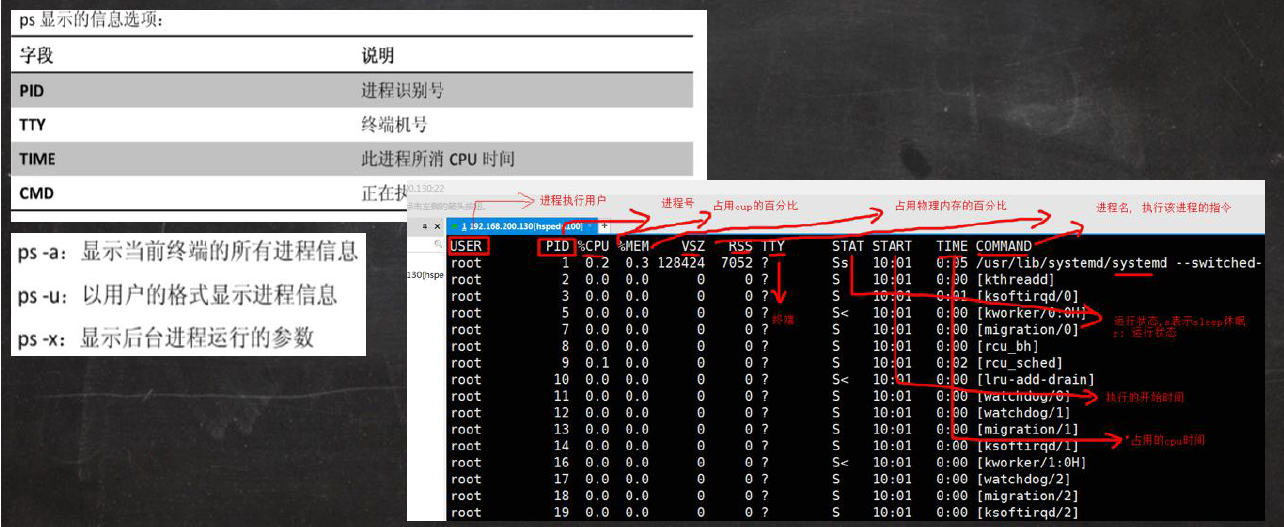 ps 显示的信息选项：
字段 说明
PID 进程识别号
TTY 终端机号
TIME 此进程所消 CPU 时间
CMD 正在执
ps -a：显示当前终端的所有进程信息
ps -u：以用户的格式显示进程信息
ps -x：显示后台进程运行的参数
00.130:22
进程执行用户 进程号 占用cup的百分比 占用物理内存的百分比 进程名，执行该进程的指令
1 192.168.200.130[hspedu100]
130[hspe
USER PID %CPU %MEM VSZ RSS TTY STAT START TIME COMMAND
root 1 0.2 0.3 128424 7052 ? Ss 10:01 0:05 /usr/lib/systemd/systemd --switched-
root 2 0.0 0.0 0 0 ? S 10:01 0:00 [kthreadd]
root 3 0.0 0.0 0 0 ? S 10:01 0:01 [ksoftirqd/0]
root 5 0.0 0.0 0 0 ? S< 10:01 0:00 [kworker/0:0H]
root 7 0.0 0.0 0 0 ? S 10:01 0:00 [migration/0]
root 8 0.0 0.0 0 0 ? S 10:01 0:00 [rcu_bh]
root 9 0.1 0.0 0 0 ? S 10:01 0:02 [rcu_sched]
root 10 0.0 0.0 0 0 ? S< 10:01 0:00 [lru-add-drain]
root 11 0.0 0.0 0 0 ? S 10:01 0:00 [watchdog/0]
root 12 0.0 0.0 0 0 ? S 10:01 0:00 [watchdog/1]
root 13 0.0 0.0 0 0 ? S 10:01 0:00 [migration/1]
root 14 0.0 0.0 0 0 ? S 10:01 0:00 [ksoftirqd/1]
root 16 0.0 0.0 0 0 ? S< 10:01 0:00 [kworker/1:0H]
root 17 0.0 0.0 0 0 ? S 10:01 0:00 [watchdog/2]
root 18 0.0 0.0 0 0 ? S 10:01 0:00 [migration/2]
root 19 0.0 0.0 0 0 ? S 10:01 0:00 [ksoftirqd/2]
终端
运行状态,s表示sleep休眠
r: 运行状态
执行的开始时间
*占用的cpu时间